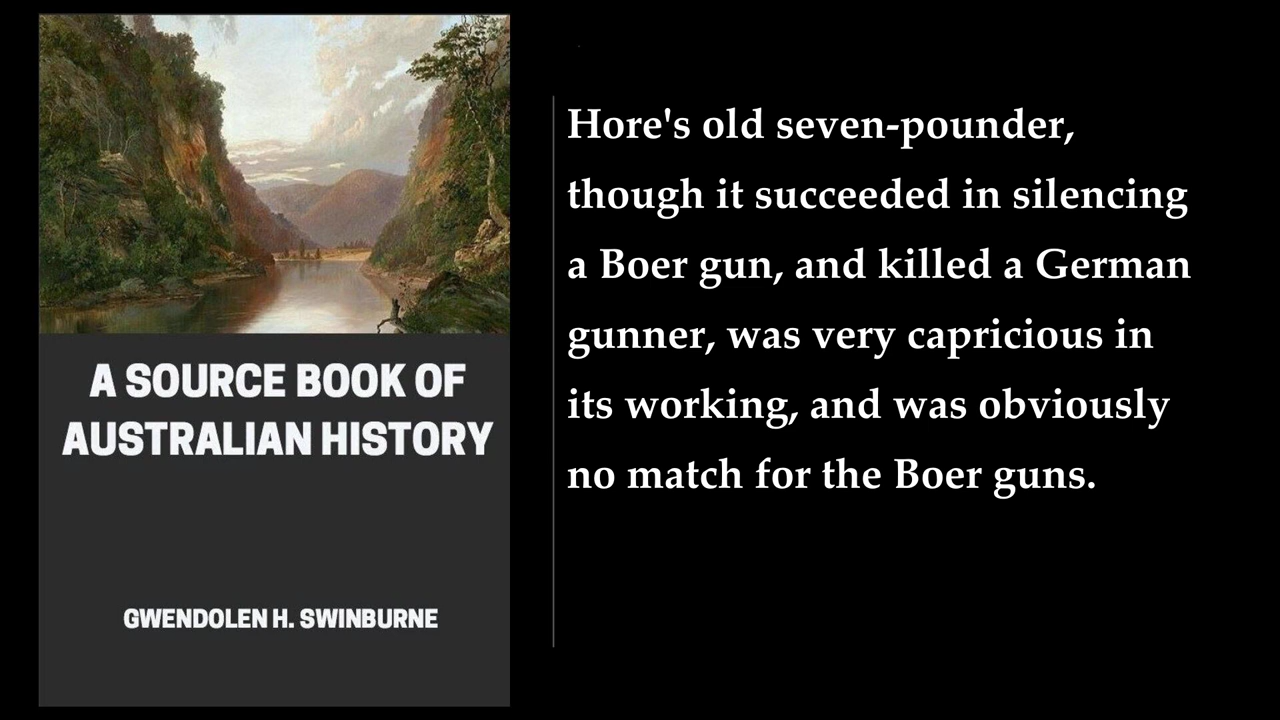 A SOURCE BOOK OF
AUSTRALIAN HISTORY
GWENDOLEN H. SWINBURNE
Hore's old seven-pounder,
though it succeeded in silencing
a Boer gun, and killed a German
gunner, was very capricious in
its working, and was obviously
no match for the Boer guns.